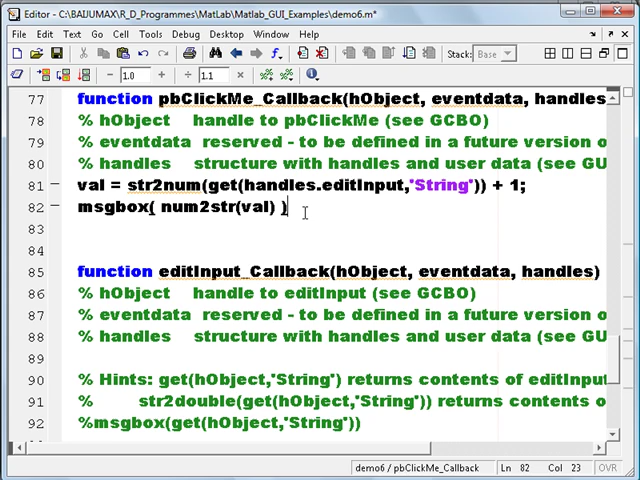 Editor - C:\BAIJUMAX\R_D_Programmes\MatLab\Matlab_GUI_Examples\demo6.m*
File Edit Text Go Cell Tools Debug Desktop Window Help
Stack: Base
- 1.0 + ÷ 1.1 ×
77 function pbClickMe_Callback(hObject, eventdata, handles
78 % hObject handle to pbClickMe (see GCBO)
79 % eventdata reserved - to be defined in a future version o
80 % handles structure with handles and user data (see GU
81 - val = str2num(get(handles.editInput,'String')) + 1;
82 - msgbox( num2str(val) )
83
84
85 function editInput_Callback(hObject, eventdata, handles)
86 % hObject handle to editInput (see GCBO)
87 % eventdata reserved - to be defined in a future version o
88 % handles structure with handles and user data (see GU
89
90 % Hints: get(hObject,'String') returns contents of editInput
91 % str2double(get(hObject,'String')) returns contents o
92 %msgbox(get(hObject,'String'))
demo6 / pbClickMe_Callback Ln 82 Col 23 OVR